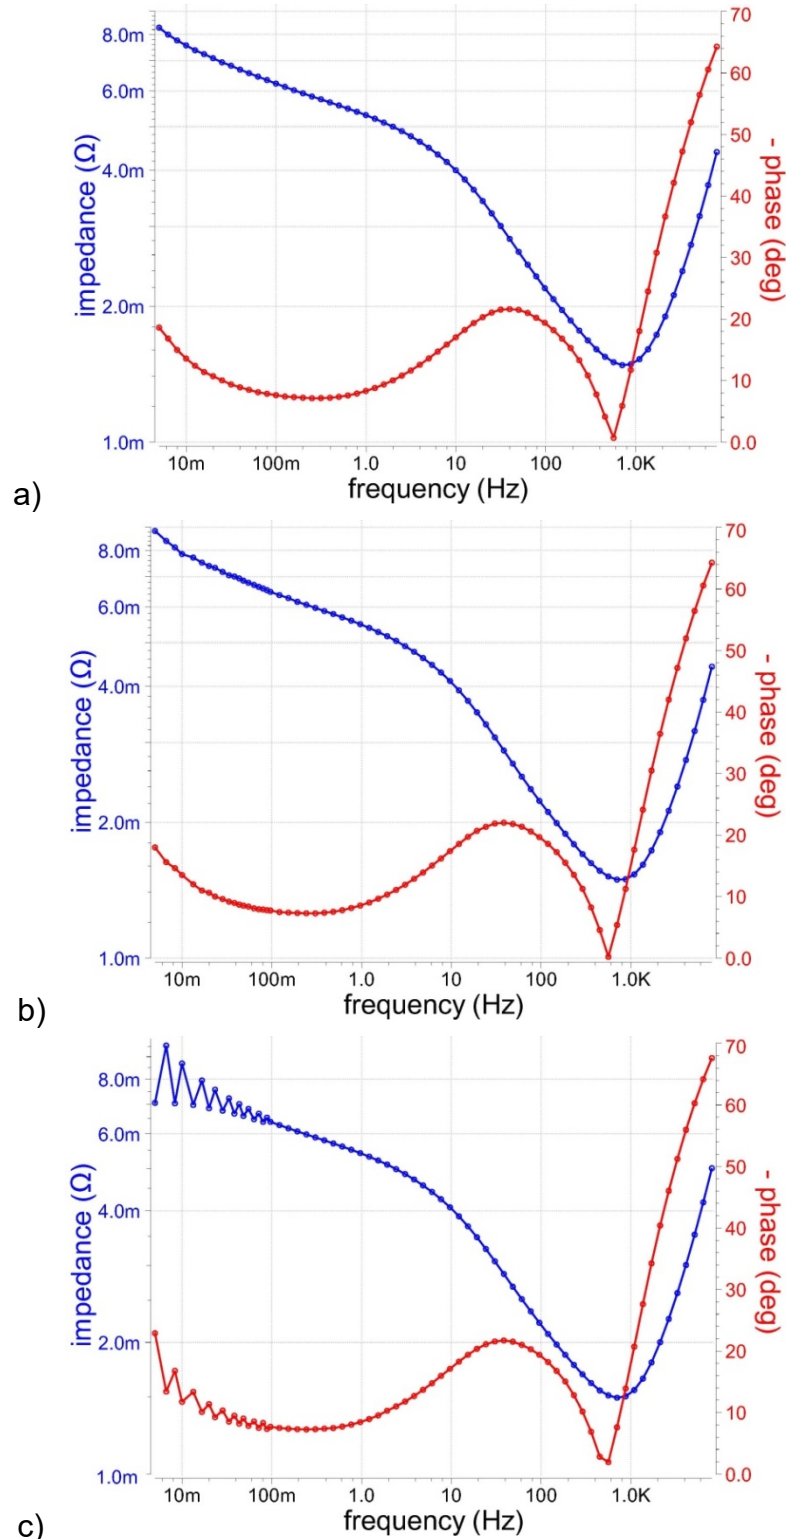 impedance (Ω)
8.0m
6.0m
4.0m
2.0m
1.0m
10m 100m 1.0 10 100 1.0K
frequency (Hz)
70
60
50
40
30
20
10
0.0
- phase (deg)
a)
impedance (Ω)
8.0m
6.0m
4.0m
2.0m
1.0m
10m 100m 1.0 10 100 1.0K
frequency (Hz)
70
60
50
40
30
20
10
0.0
- phase (deg)
b)
impedance (Ω)
8.0m
6.0m
4.0m
2.0m
1.0m
10m 100m 1.0 10 100 1.0K
frequency (Hz)
70
60
50
40
30
20
10
0.0
- phase (deg)
c)